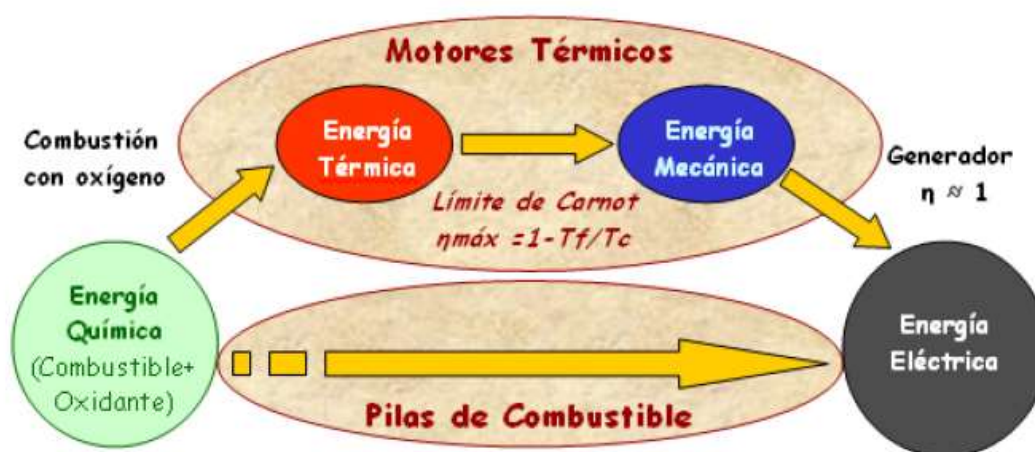 Motores Térmicos
Combustión
con oxígeno
Energía
Térmica
Energía
Mecánica
Generador
η ≈ 1
Límite de Carnot
ηmáx =1-Tf/Tc
Energía
Química
(Combustible+
Oxidante)
Energía
Eléctrica
Pilas de Combustible